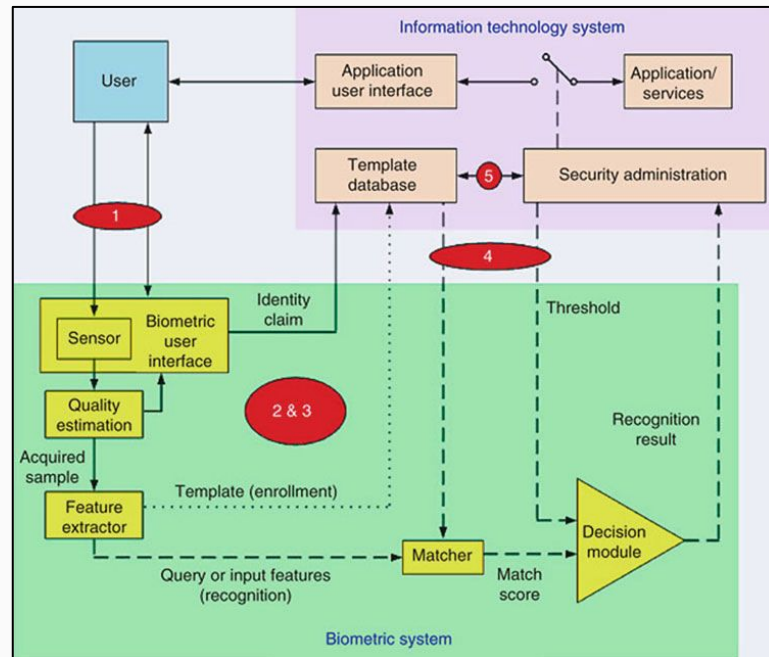 Information technology system
User
Application
user interface
Application/
services
Template
database
5
Security administration
1
4
Identity
claim
Threshold
Sensor
Biometric
user
interface
2 & 3
Quality
estimation
Recognition
result
Acquired
sample
Template (enrollment)
Feature
extractor
Decision
module
Matcher
Query or input features
(recognition)
Match
score
Biometric system